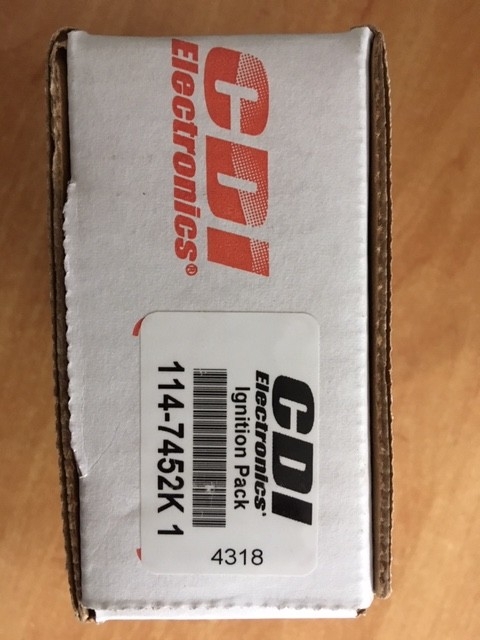 CDI
Electronics®
CDI
Electronics®
Ignition Pack
114-7452K 1
4318